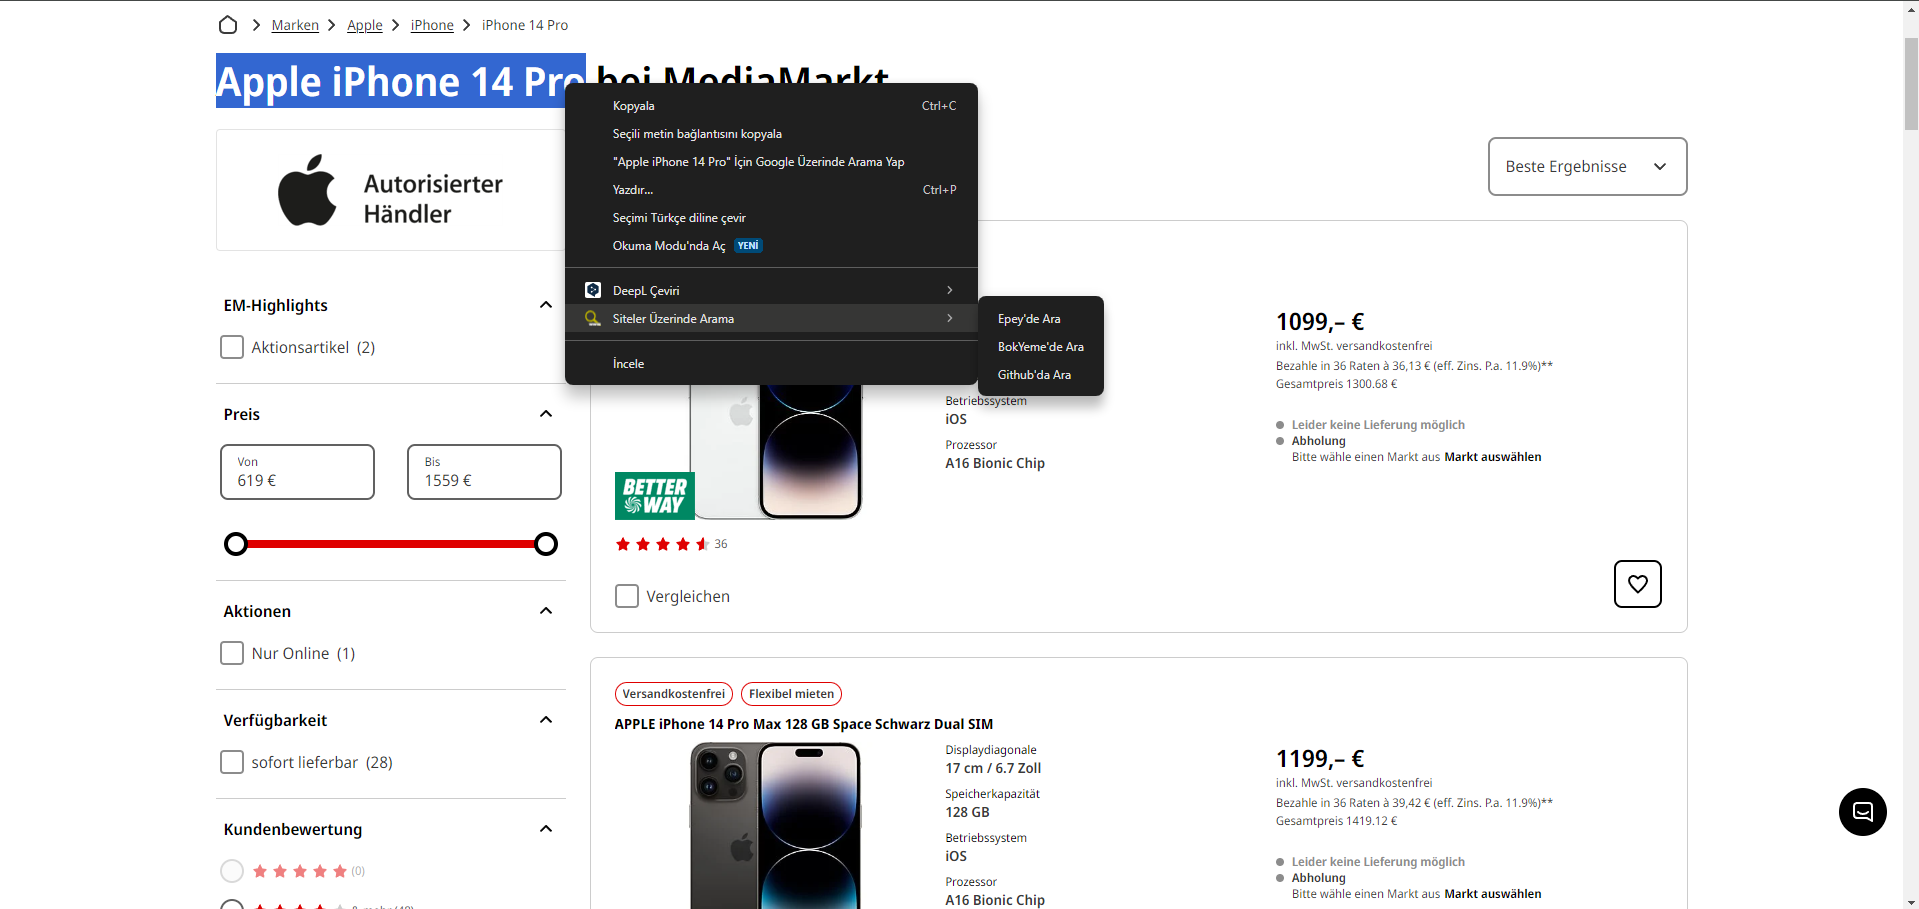 Marken
Apple
iPhone
iPhone 14 Pro
Apple iPhone 14 Pro bei MediaMarkt
Autorisierter
Händler
Beste Ergebnisse
Kopyala Ctrl+C
Seçili metin bağlantısını kopyala
"Apple iPhone 14 Pro" İçin Google Üzerinde Arama Yap
Yazdır... Ctrl+P
Seçimi Türkçe diline çevir
Okuma Modu'nda Aç YENİ
DeepL Çeviri
Siteler Üzerinde Arama
İncele
Epey'de Ara
BokYeme'de Ara
Github'da Ara
EM-Highlights
Aktionsartikel (2)
Preis
Von
619 €
Bis
1559 €
Aktionen
Nur Online (1)
Verfügbarkeit
sofort lieferbar (28)
Kundenbewertung
(0)
Betriebssystem
iOS
Prozessor
A16 Bionic Chip
BETTER
WAY
36
Vergleichen
1099,– €
inkl. MwSt. versandkostenfrei
Bezahle in 36 Raten à 36,13 € (eff. Zins. P.a. 11.9%)**
Gesamtpreis 1300.68 €
Leider keine Lieferung möglich
Abholung
Bitte wähle einen Markt aus Markt auswählen
Versandkostenfrei
Flexibel mieten
APPLE iPhone 14 Pro Max 128 GB Space Schwarz Dual SIM
Displaydiagonale
17 cm / 6.7 Zoll
Speicherkapazität
128 GB
Betriebssystem
iOS
Prozessor
A16 Bionic Chip
1199,– €
inkl. MwSt. versandkostenfrei
Bezahle in 36 Raten à 39,42 € (eff. Zins. P.a. 11.9%)**
Gesamtpreis 1419.12 €
Leider keine Lieferung möglich
Abholung
Bitte wähle einen Markt aus Markt auswählen